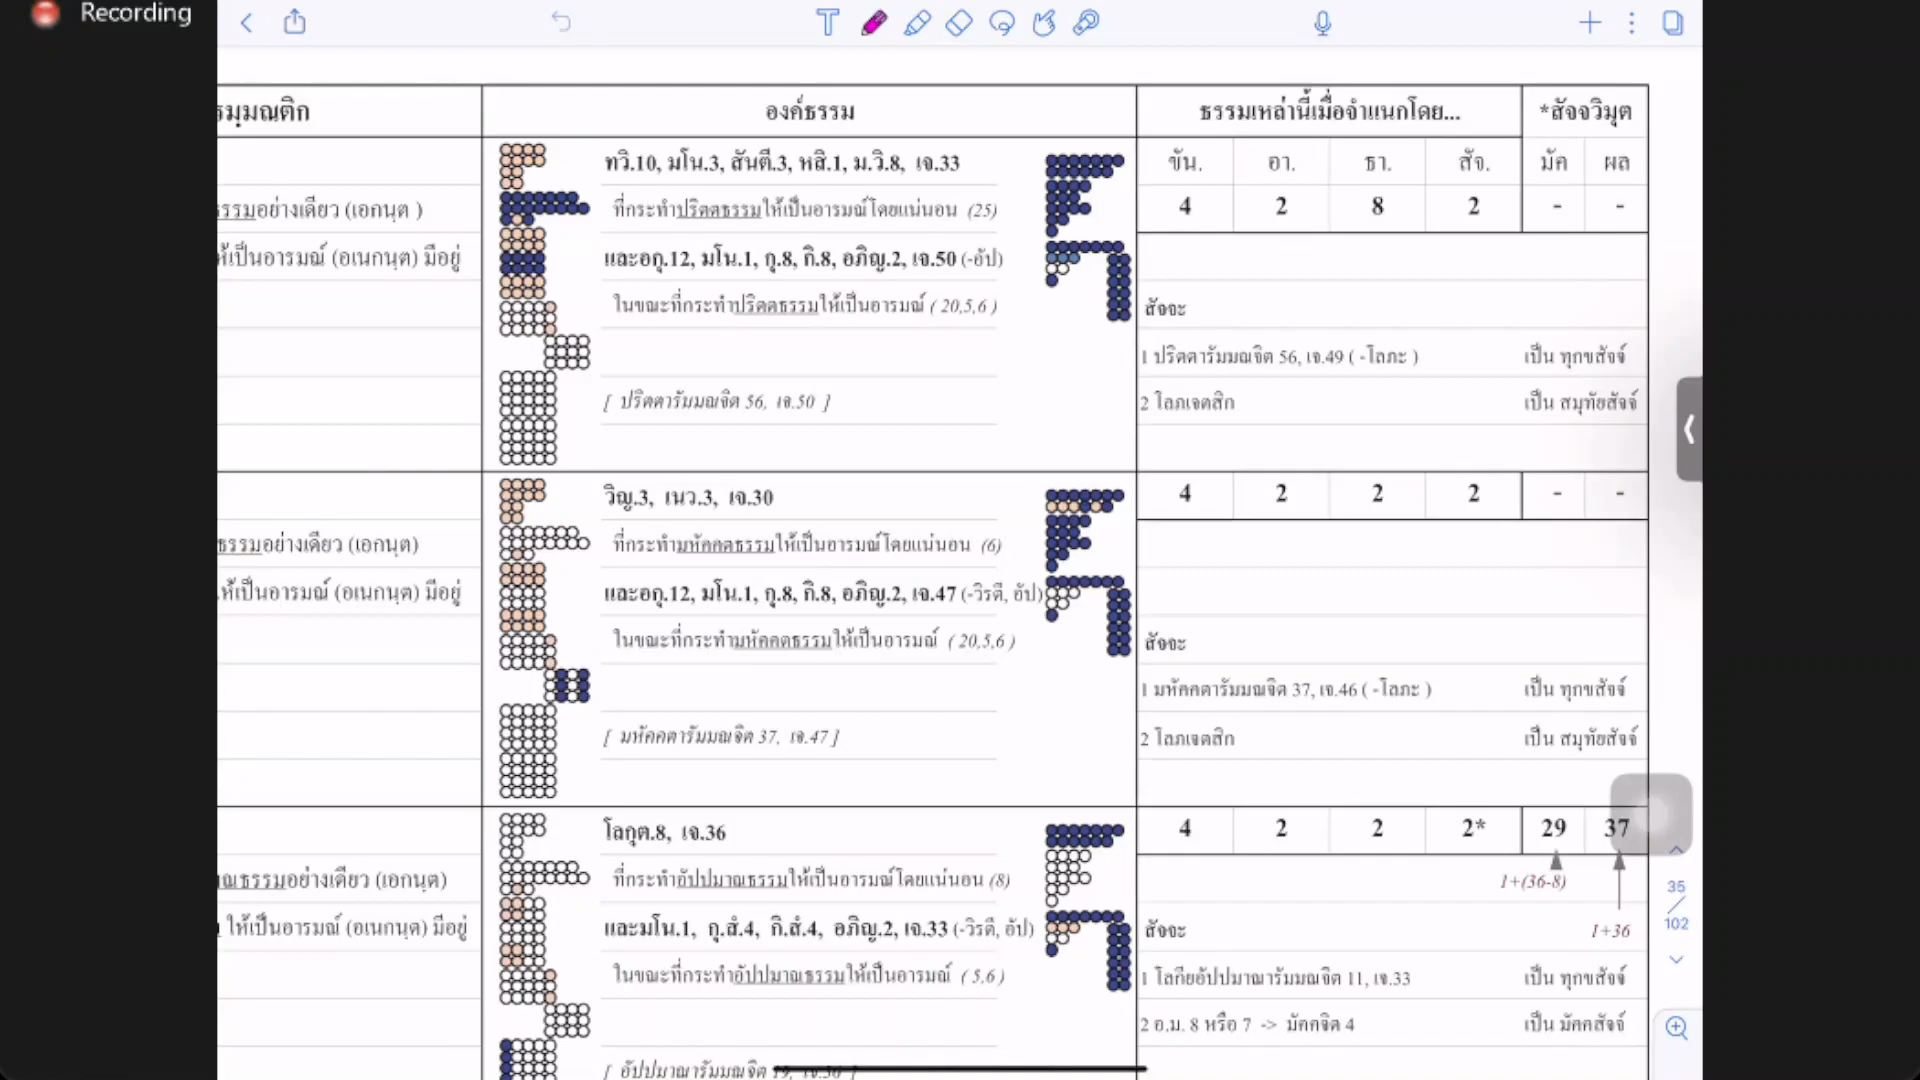 Recording
รมฺมณติก
องค์ธรรม
ธรรมเหล่านี้เมื่อจำแนกโดย...
*สัจจวิมุต
ทวิ.10, มโน.3, สันตี.3, หสิ.1, ม.วิ.8, เจ.33
ขัน.
อา.
ธา.
สัจ.
มัค
ผล
รรมอย่างเดียว (เอกนฺต )
ที่กระทำปริตตธรรมให้เป็นอารมณ์โดยแน่นอน (25)
4
2
8
2
-
-
ห้เป็นอารมณ์ (อเนกนฺต) มีอยู่
และอกุ.12, มโน.1, กุ.8, กิ.8, อภิญ.2, เจ.50 (-อัป)
ในขณะที่กระทำปริตตธรรมให้เป็นอารมณ์ ( 20,5,6 )
สัจจะ
1 ปริตตารัมมณจิต 56, เจ.49 ( -โลภะ )
เป็น ทุกขสัจจ์
[ ปริตตารัมมณจิต 56, เจ.50 ]
2 โลภเจตสิก
เป็น สมุทัยสัจจ์
วิญ.3, เนว.3, เจ.30
4
2
2
2
-
-
ธรรมอย่างเดียว (เอกนฺต)
ที่กระทำมหัคคตธรรมให้เป็นอารมณ์โดยแน่นอน (6)
ให้เป็นอารมณ์ (อเนกนฺต) มีอยู่
และอกุ.12, มโน.1, กุ.8, กิ.8, อภิญ.2, เจ.47 (-วิรตี, อัป)
ในขณะที่กระทำมหัคคตธรรมให้เป็นอารมณ์ ( 20,5,6 )
สัจจะ
1 มหัคคตารัมมณจิต 37, เจ.46 ( -โลภะ )
เป็น ทุกขสัจจ์
[ มหัคคตารัมมณจิต 37, เจ.47 ]
2 โลภเจตสิก
เป็น สมุทัยสัจจ์
โลกุต.8, เจ.36
4
2
2
2*
29
37
ณธรรมอย่างเดียว (เอกนฺต)
ที่กระทำอัปปมาณธรรมให้เป็นอารมณ์โดยแน่นอน (8)
1+(36-8)
35
102
ให้เป็นอารมณ์ (อเนกนฺต) มีอยู่
และมโน.1, กุ.สํ.4, กิ.สํ.4, อภิญ.2, เจ.33 (-วิรตี, อัป)
สัจจะ
1+36
ในขณะที่กระทำอัปปมาณธรรมให้เป็นอารมณ์ ( 5,6 )
1 โลกียอัปปมาณารัมมณจิต 11, เจ.33
เป็น ทุกขสัจจ์
2 อ.ม. 8 หรือ 7 -> มัคคจิต 4
เป็น มัคคสัจจ์
[ อัปปมาณารัมมณจิต 19, เจ.36 ]